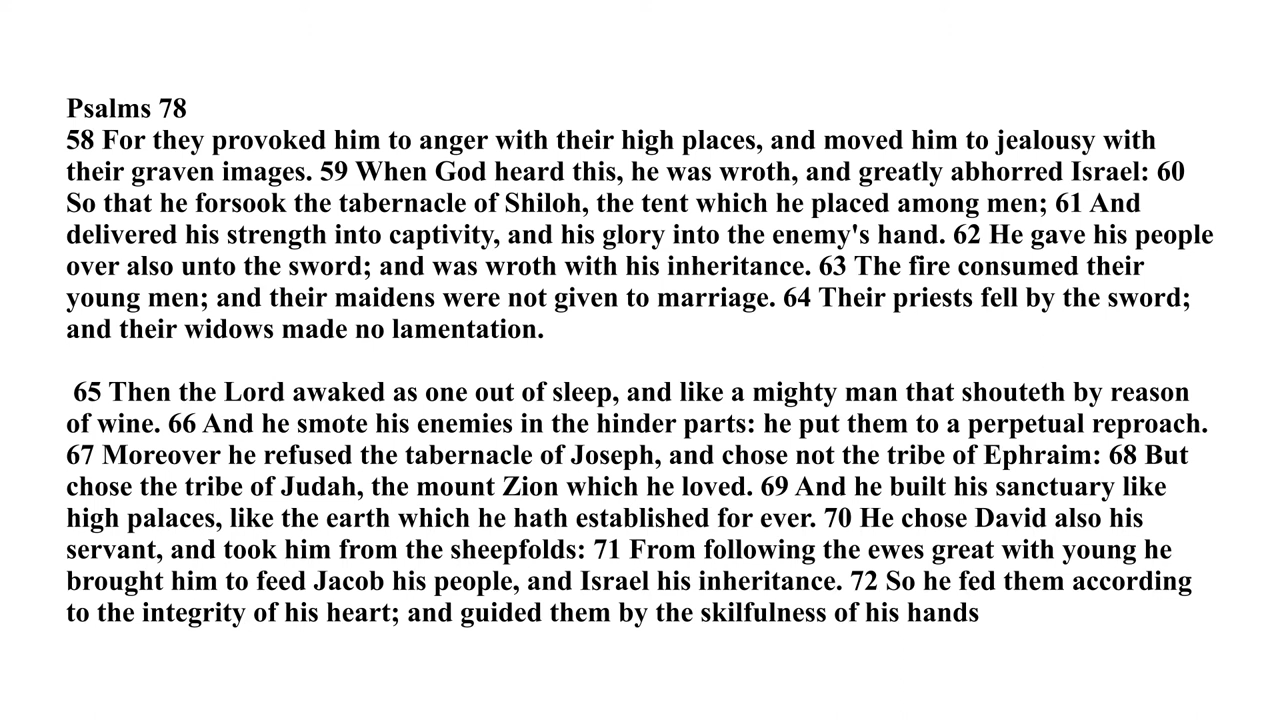 Psalms 78
58 For they provoked him to anger with their high places, and moved him to jealousy with
their graven images. 59 When God heard this, he was wroth, and greatly abhorred Israel: 60
So that he forsook the tabernacle of Shiloh, the tent which he placed among men; 61 And
delivered his strength into captivity, and his glory into the enemy's hand. 62 He gave his people
over also unto the sword; and was wroth with his inheritance. 63 The fire consumed their
young men; and their maidens were not given to marriage. 64 Their priests fell by the sword;
and their widows made no lamentation.
65 Then the Lord awaked as one out of sleep, and like a mighty man that shouteth by reason
of wine. 66 And he smote his enemies in the hinder parts: he put them to a perpetual reproach.
67 Moreover he refused the tabernacle of Joseph, and chose not the tribe of Ephraim: 68 But
chose the tribe of Judah, the mount Zion which he loved. 69 And he built his sanctuary like
high palaces, like the earth which he hath established for ever. 70 He chose David also his
servant, and took him from the sheepfolds: 71 From following the ewes great with young he
brought him to feed Jacob his people, and Israel his inheritance. 72 So he fed them according
to the integrity of his heart; and guided them by the skilfulness of his hands